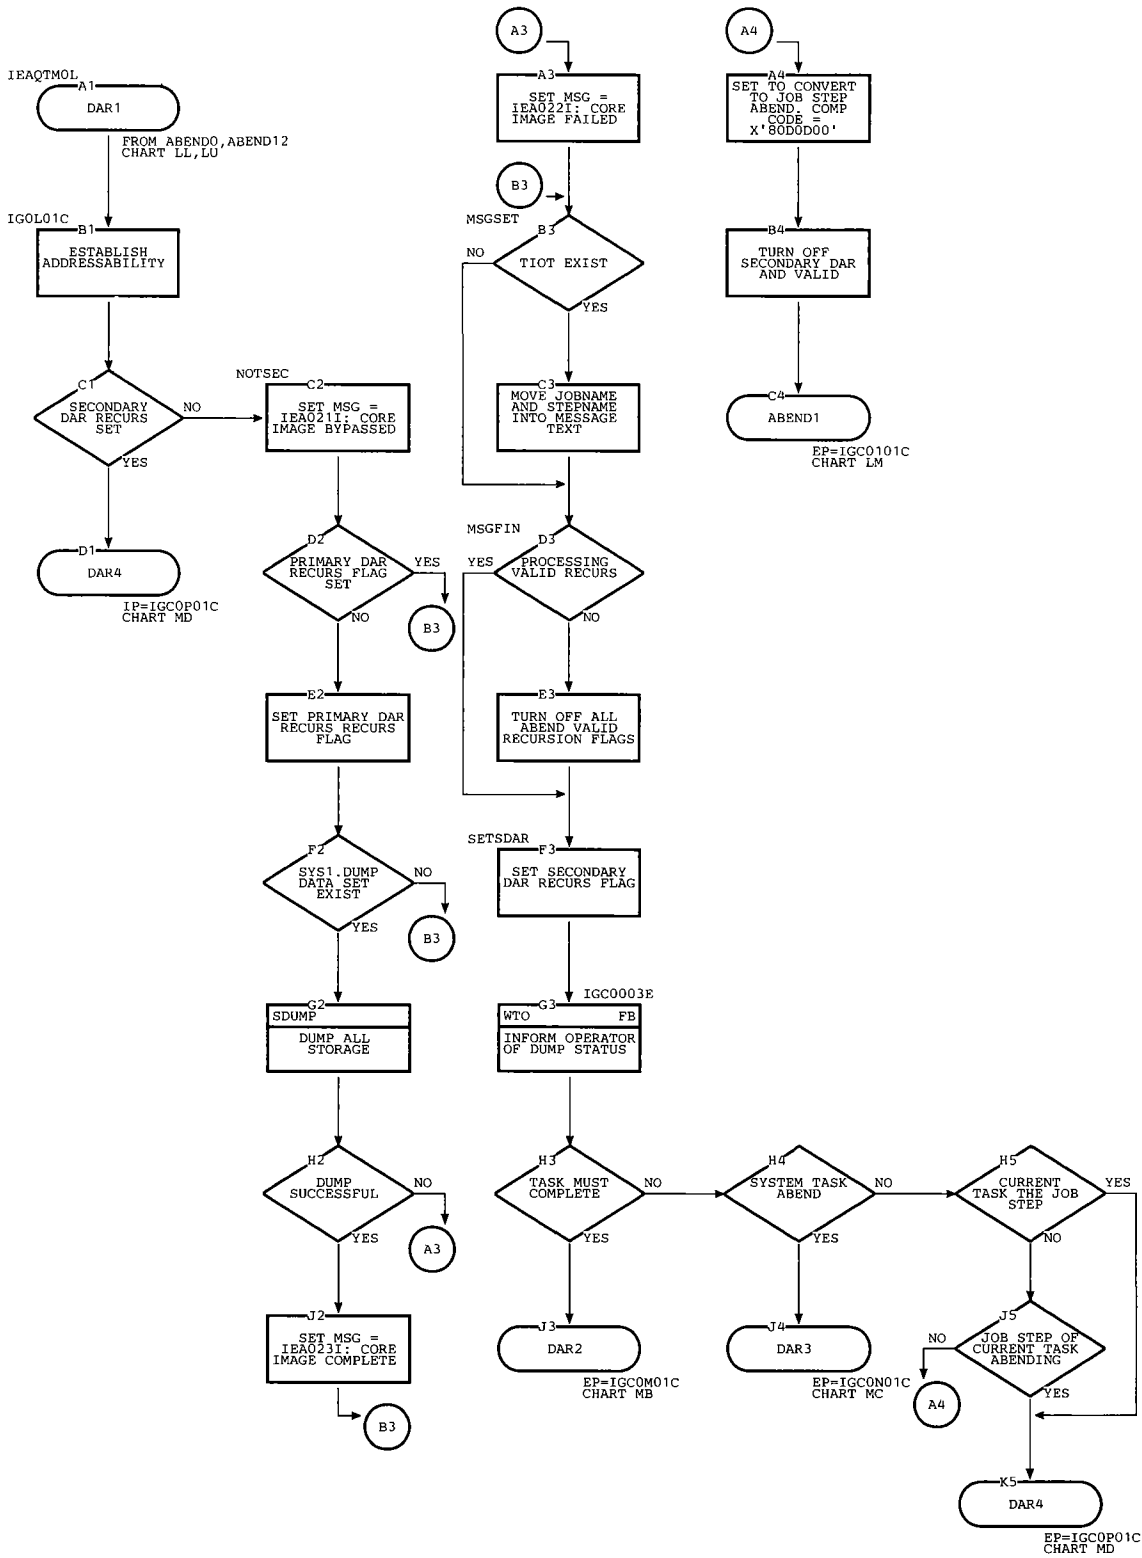 IEAQTMOL
A1
DAR1
FROM ABEND0,ABEND12
CHART LL,LU
IG0L01C
B1
ESTABLISH
ADDRESSABILITY
C1
SECONDARY
DAR RECURS
SET
NO
YES
D1
DAR4
IP=IGC0P01C
CHART MD
NOTSEC
C2
SET MSG =
IEA021I: CORE
IMAGE BYPASSED
D2
PRIMARY DAR
RECURS FLAG
SET
YES
B3
NO
E2
SET PRIMARY DAR
RECURS RECURS
FLAG
F2
SYS1.DUMP
DATA SET
EXIST
NO
B3
YES
G2
SDUMP
DUMP ALL
STORAGE
H2
DUMP
SUCCESSFUL
NO
A3
YES
J2
SET MSG =
IEA023I: CORE
IMAGE COMPLETE
B3
A3
A3
SET MSG =
IEA022I: CORE
IMAGE FAILED
B3
MSGSET
B3
TIOT EXIST
NO
YES
C3
MOVE JOBNAME
AND STEPNAME
INTO MESSAGE
TEXT
MSGFIN
D3
PROCESSING
VALID RECURS
YES
NO
E3
TURN OFF ALL
ABEND VALID
RECURSION FLAGS
SETSDAR
F3
SET SECONDARY
DAR RECURS FLAG
IGC0003E
G3
WTO FB
INFORM OPERATOR
OF DUMP STATUS
H3
TASK MUST
COMPLETE
NO
YES
J3
DAR2
EP=IGC0M01C
CHART MB
A4
A4
SET TO CONVERT
TO JOB STEP
ABEND. COMP
CODE =
X'80D0D00'
B4
TURN OFF
SECONDARY DAR
AND VALID
C4
ABEND1
EP=IGC0101C
CHART LM
H4
SYSTEM TASK
ABEND
NO
YES
J4
DAR3
EP=IGC0N01C
CHART MC
H5
CURRENT
TASK THE JOB
STEP
YES
NO
J5
JOB STEP OF
CURRENT TASK
ABENDING
NO
A4
YES
K5
DAR4
EP=IGC0P01C
CHART MD